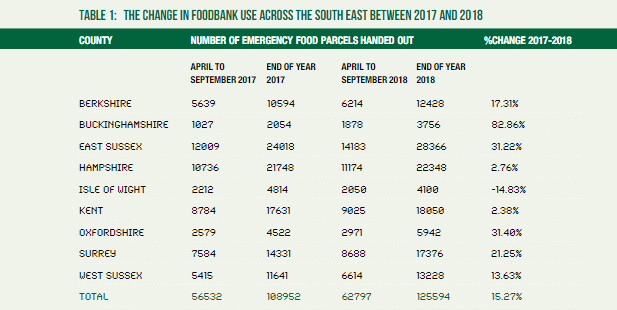 TABLE 1: THE CHANGE IN FOODBANK USE ACROSS THE SOUTH EAST BETWEEN 2017 AND 2018
COUNTY NUMBER OF EMERGENCY FOOD PARCELS HANDED OUT %CHANGE 2017-2018
APRIL TO END OF YEAR APRIL TO END OF YEAR
SEPTEMBER 2017 2017 SEPTEMBER 2018 2018
BERKSHIRE 5639 10594 6214 12428 17.31%
BUCKINGHAMSHIRE 1027 2054 1878 3756 82.86%
EAST SUSSEX 12009 24018 14183 28366 31.22%
HAMPSHIRE 10736 21748 11174 22348 2.76%
ISLE OF WIGHT 2212 4814 2050 4100 -14.83%
KENT 8784 17631 9025 18050 2.38%
OXFORDSHIRE 2579 4522 2971 5942 31.40%
SURREY 7584 14331 8688 17376 21.25%
WEST SUSSEX 5415 11641 6614 13228 13.63%
TOTAL 56532 108952 62797 125594 15.27%